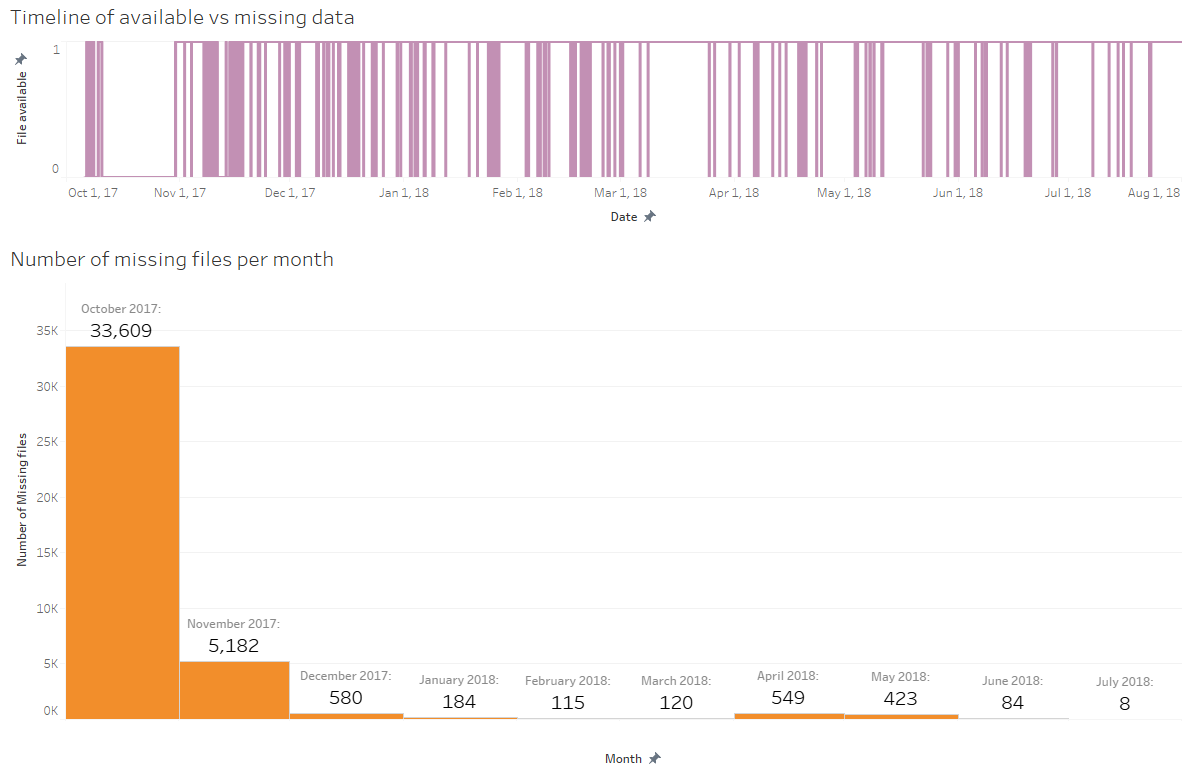 Timeline of available vs missing data
File available
1
0
Oct 1, 17 Nov 1, 17 Dec 1, 17 Jan 1, 18 Feb 1, 18 Mar 1, 18 Apr 1, 18 May 1, 18 Jun 1, 18 Jul 1, 18 Aug 1, 18
Date
Number of missing files per month
Number of Missing files
35K
30K
25K
20K
15K
10K
5K
0K
October 2017:
33,609
November 2017:
5,182
December 2017:
580
January 2018:
184
February 2018:
115
March 2018:
120
April 2018:
549
May 2018:
423
June 2018:
84
July 2018:
8
Month